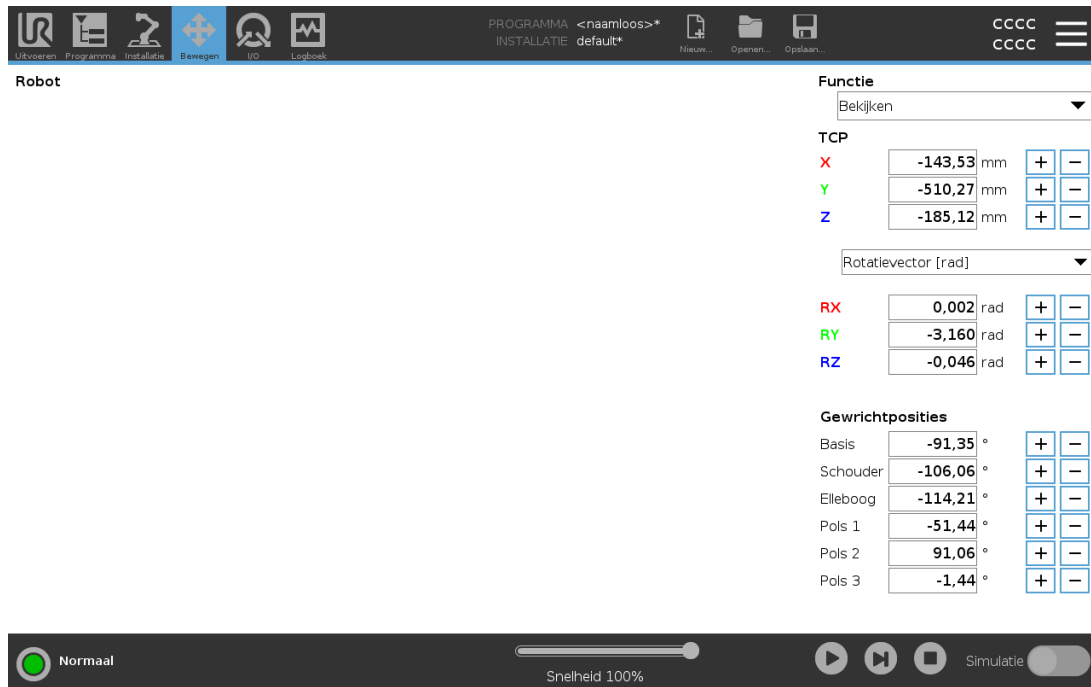 PROGRAMMA <naamloos>*
INSTALLATIE default*
CCCC
CCCC
Uitvoeren Programma Installatie Bewegen I/O Logboek Nieuw... Openen... Opslaan...
Robot
Functie
Bekijken
TCP
X -143,53 mm + −
Y -510,27 mm + −
Z -185,12 mm + −
Rotatievector [rad]
RX 0,002 rad + −
RY -3,160 rad + −
RZ -0,046 rad + −
Gewrichtposities
Basis -91,35 ° + −
Schouder -106,06 ° + −
Elleboog -114,21 ° + −
Pols 1 -51,44 ° + −
Pols 2 91,06 ° + −
Pols 3 -1,44 ° + −
Normaal
Snelheid 100%
Simulatie